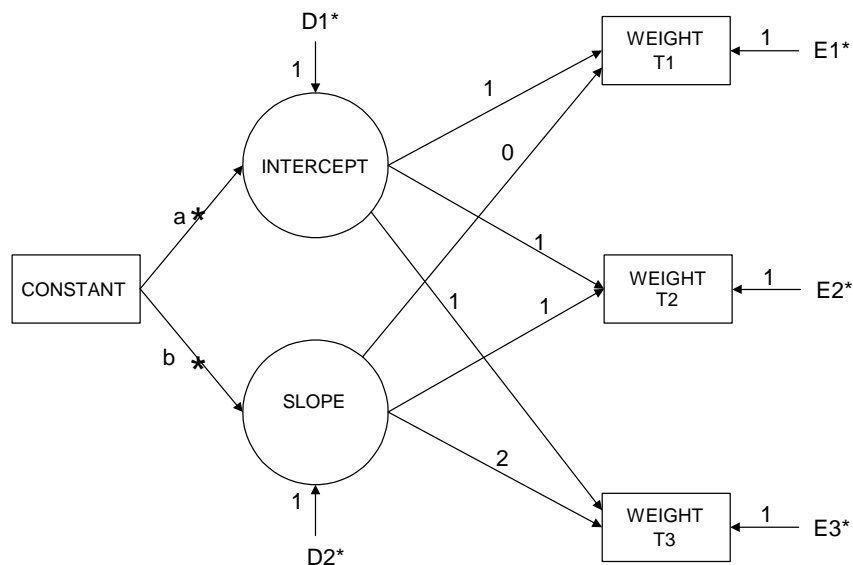 D1*
1
WEIGHT
T1
1
E1*
1
INTERCEPT
0
a*
1
CONSTANT
WEIGHT
T2
1
E2*
1
1
b *
SLOPE
2
1
WEIGHT
T3
1
E3*
D2*